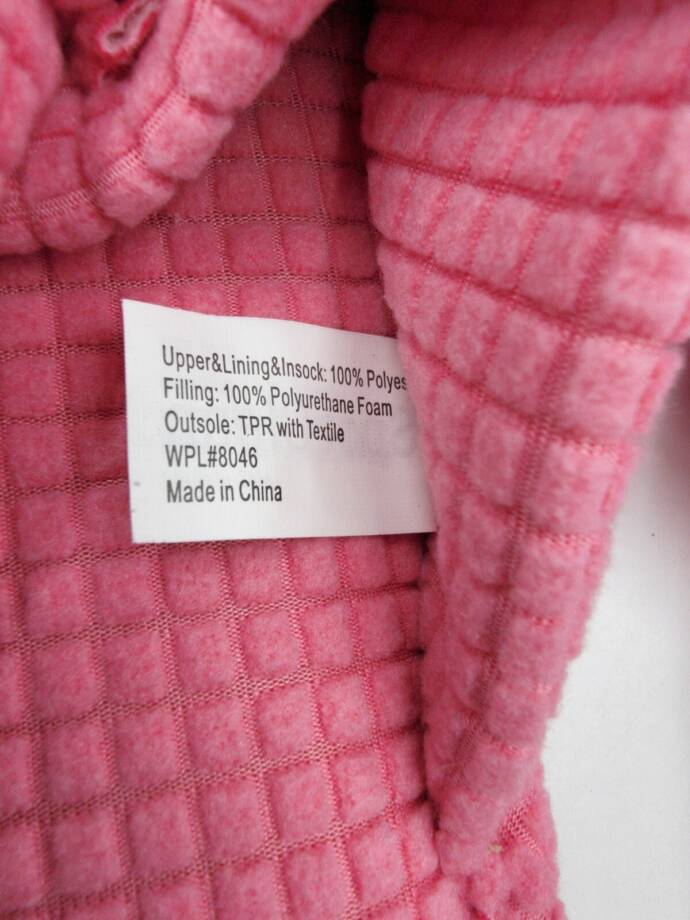 Upper&Lining&Insock: 100% Polyes
Filling: 100% Polyurethane Foam
Outsole: TPR with Textile
WPL#8046
Made in China